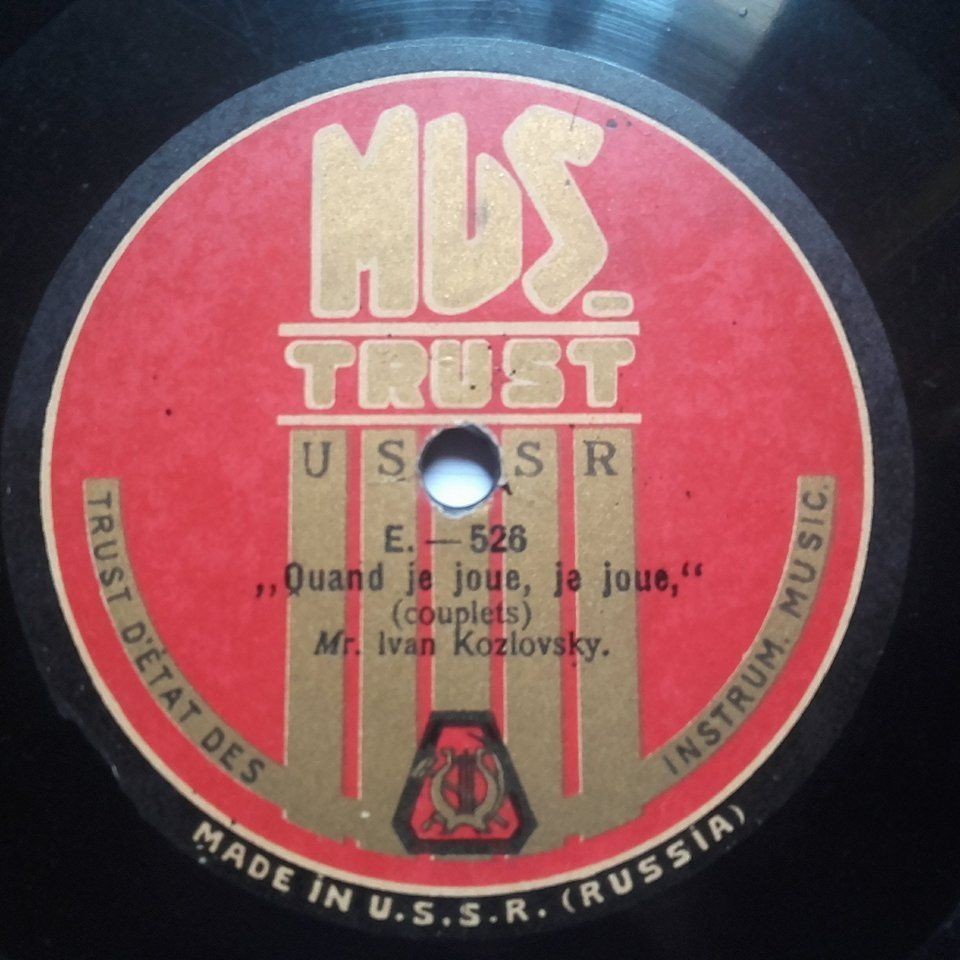 MUS.
TRUST
U S S R
E. — 526
„Quand je joue, je joue,“
(couplets)
Mr. Ivan Kozlovsky.
TRUST D'ÉTAT DES INSTRUM. MUSIC.
MADE IN U.S.S.R. (RUSSIA)